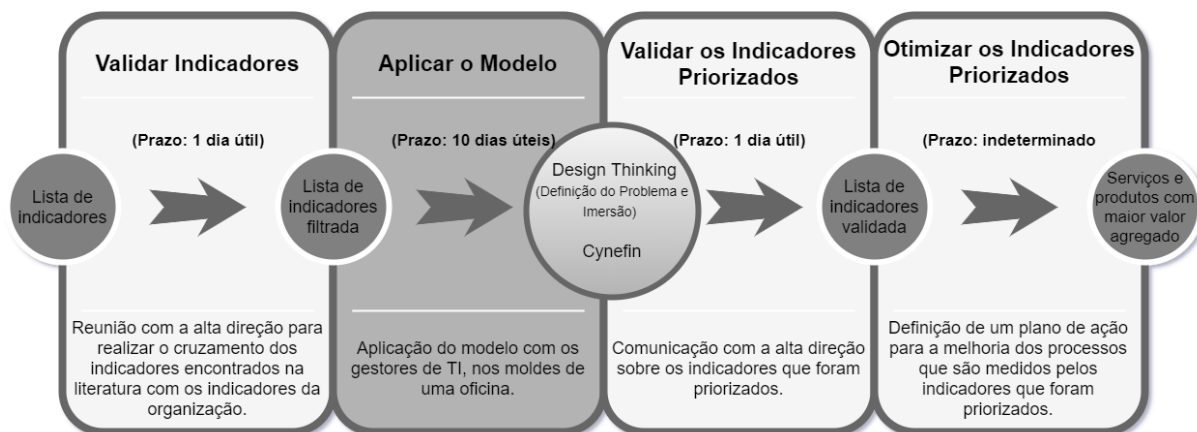 Validar Indicadores
(Prazo: 1 dia útil)
Lista de
indicadores
Lista de
indicadores
filtrada
Reunião com a alta direção para
realizar o cruzamento dos
indicadores encontrados na
literatura com os indicadores da
organização.
Aplicar o Modelo
(Prazo: 10 dias úteis)
Design Thinking
(Definição do Problema e
Imersão)
Cynefin
Aplicação do modelo com os
gestores de TI, nos moldes de
uma oficina.
Validar os Indicadores
Priorizados
(Prazo: 1 dia útil)
Lista de
indicadores
validada
Comunicação com a alta direção
sobre os indicadores que foram
priorizados.
Otimizar os Indicadores
Priorizados
(Prazo: indeterminado)
Serviços e
produtos com
maior valor
agregado
Definição de um plano de ação
para a melhoria dos processos
que são medidos pelos
indicadores que foram
priorizados.